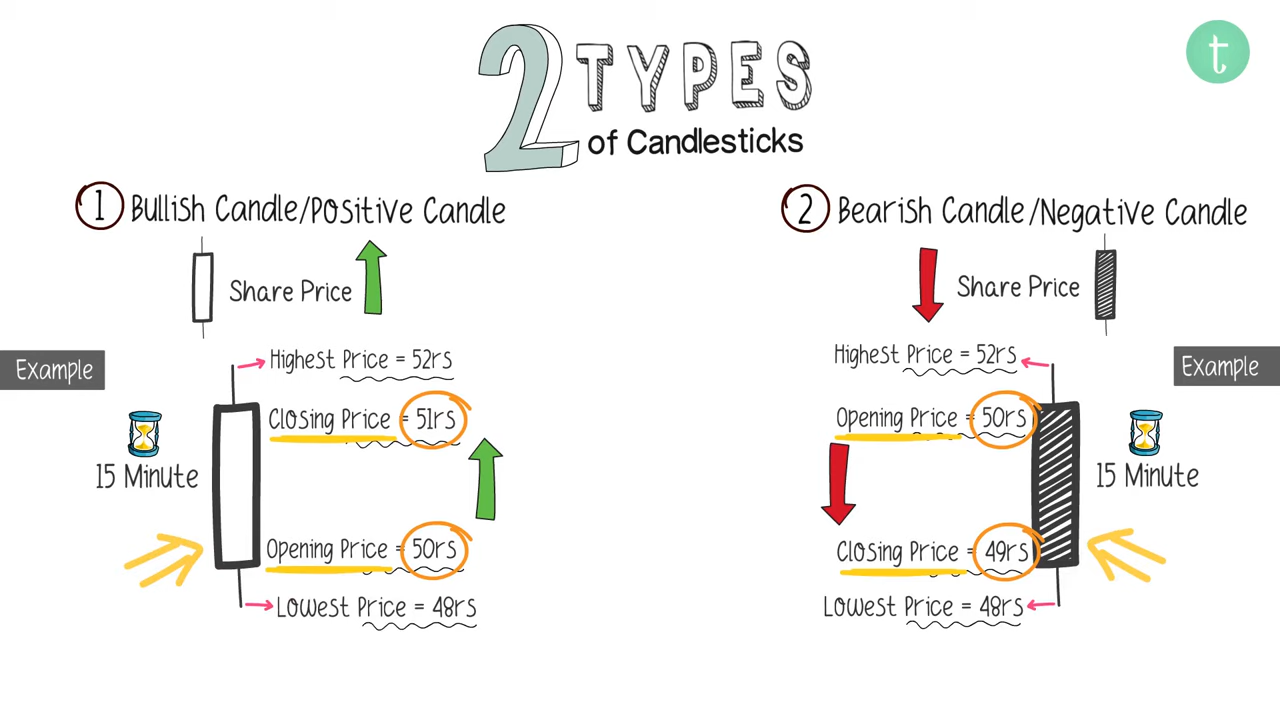 2 TYPES
of Candlesticks
t
1 Bullish Candle/Positive Candle
Share Price
Example
Highest Price = 52rs
Closing Price = 51rs
15 Minute
Opening Price = 50rs
Lowest Price = 48rs
2 Bearish Candle/Negative Candle
Share Price
Example
Highest Price = 52rs
Opening Price = 50rs
15 Minute
Closing Price = 49rs
Lowest Price = 48rs